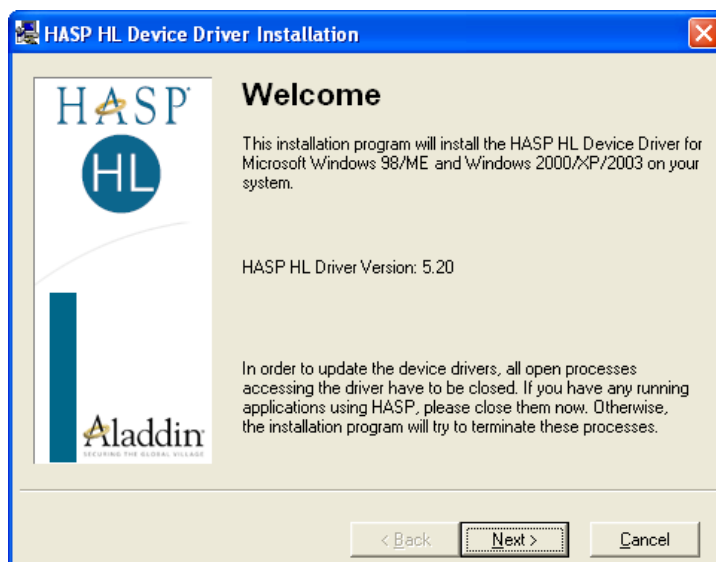 HASP HL Device Driver Installation
HASP
HL
Welcome
This installation program will install the HASP HL Device Driver for
Microsoft Windows 98/ME and Windows 2000/XP/2003 on your
system.
HASP HL Driver Version: 5.20
In order to update the device drivers, all open processes
accessing the driver have to be closed. If you have any running
applications using HASP, please close them now. Otherwise,
the installation program will try to terminate these processes.
Aladdin
SECURING THE GLOBAL VILLAGE
< Back
Next >
Cancel